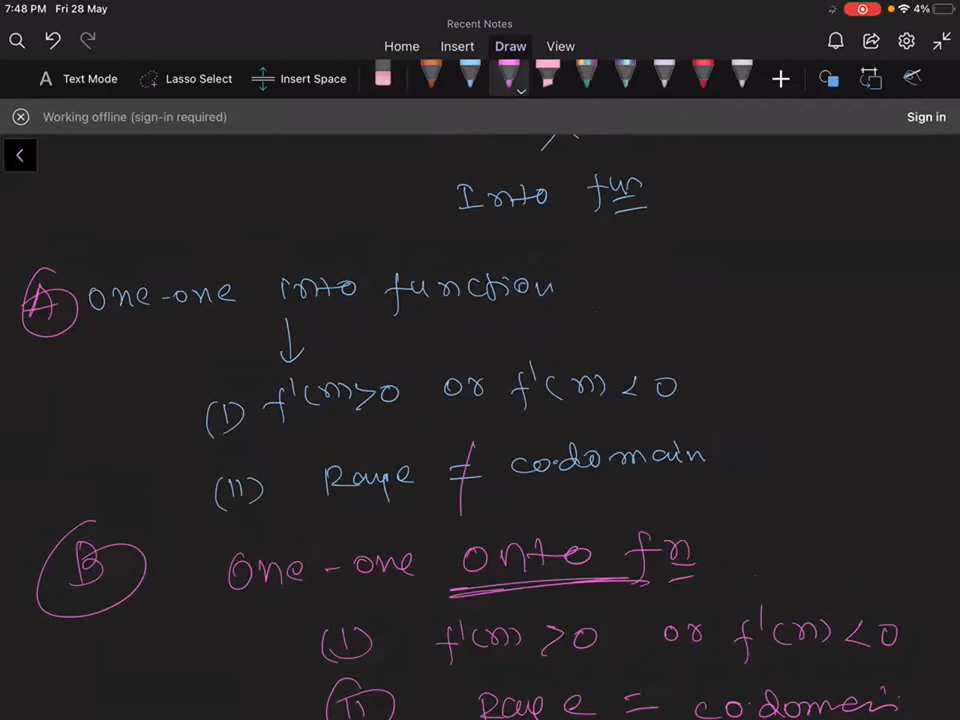 7:48 PM Fri 28 May 4%
Recent Notes
Home Insert Draw View
A Text Mode Lasso Select Insert Space
Working offline (sign-in required) Sign in
Into fun
A One-one into function
(I) f'(n)>0 or f'(n)<0
(II) Range ≠ co-domain
B One-one onto fn
(I) f'(n)>0 or f'(n)<0
(II) Range = co-domain